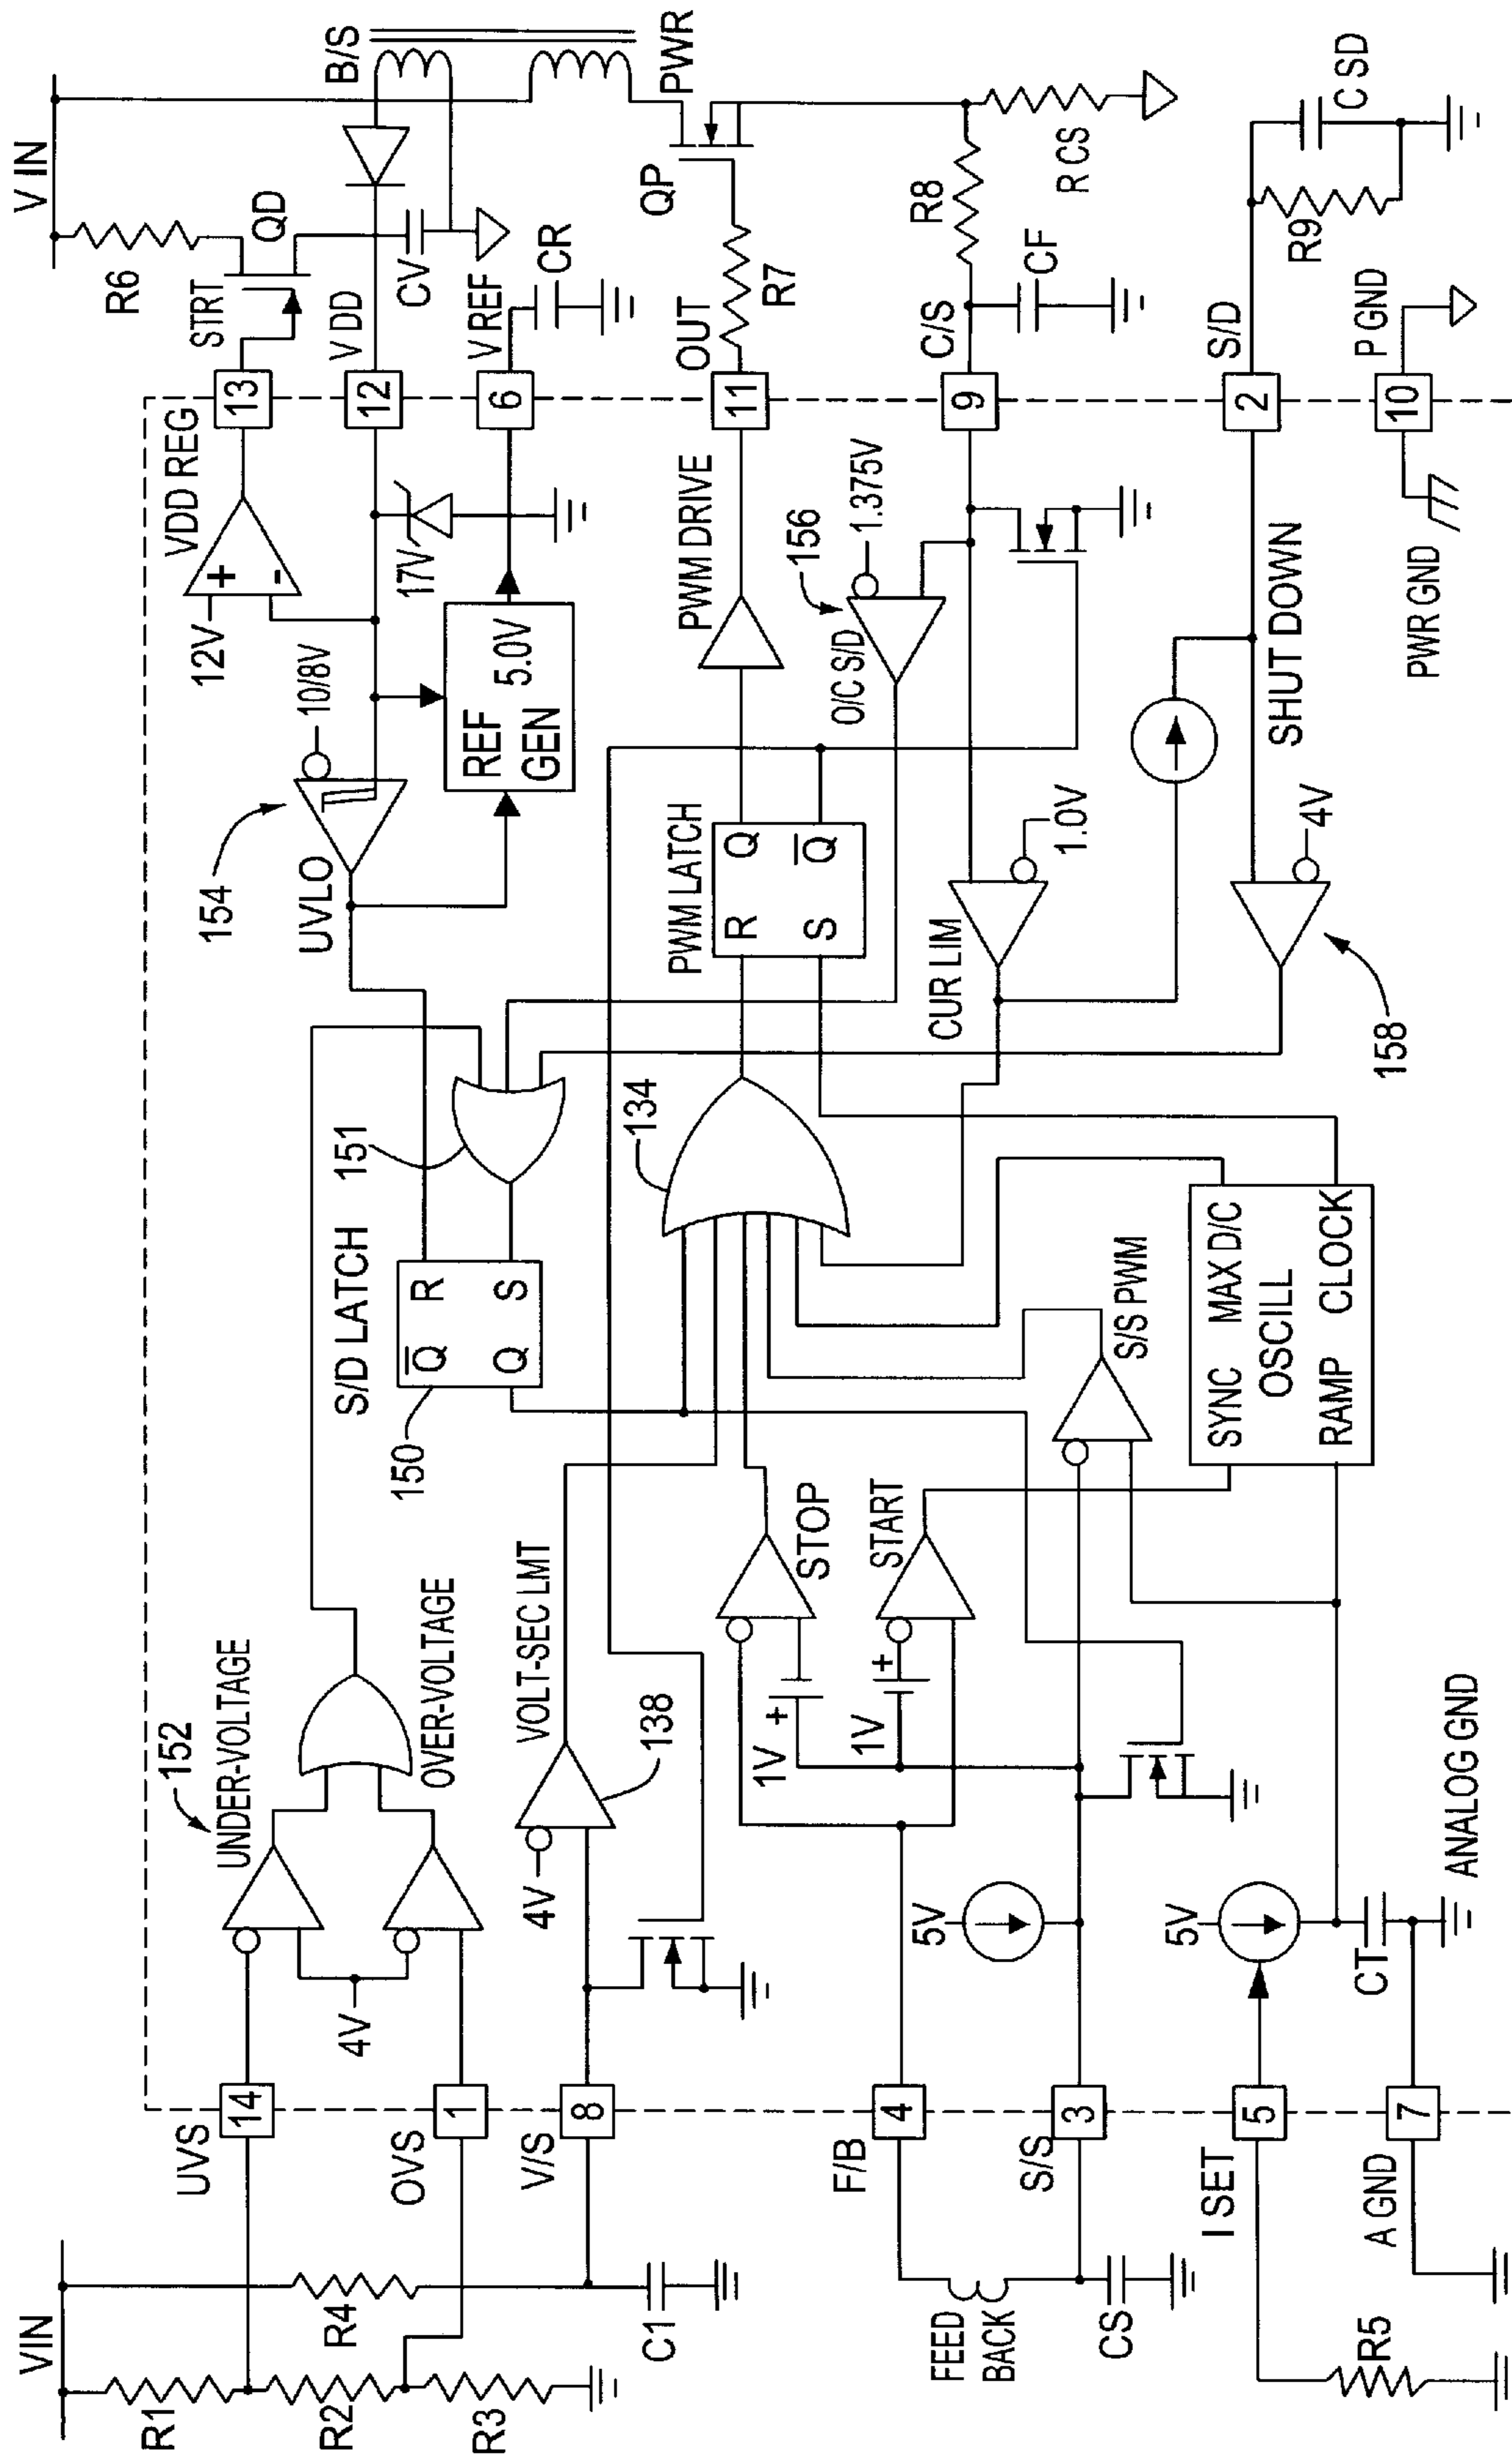 VIN
V IN
R1
R4
R2
R3
C1
UVS
14
OVS
1
V/S
8
4V
152
UNDER-VOLTAGE
OVER-VOLTAGE
4V
VOLT-SEC LMT
138
S/D LATCH
151
150
Q
R
Q
S
154
UVLO
10/8V
12V
+
-
VDD REG
13
STRT
R6
QD
17V
REF
GEN
5.0V
12
V DD
CV
B/S
6
V REF
CR
134
PWM LATCH
R
Q
S
Q
PWM DRIVE
11
OUT
R7
QP
PWR
FEED
BACK
CS
F/B
4
S/S
3
5V
1V
+
1V
+
STOP
START
S/S PWM
CUR LIM
1.0V
O/C S/D
156
1.375V
9
C/S
R8
CF
R CS
I SET
5
R5
A GND
7
5V
CT
ANALOG GND
SYNC
MAX D/C
OSCILL
RAMP
CLOCK
158
4V
SHUT DOWN
2
S/D
R9
C SD
PWR GND
10
P GND